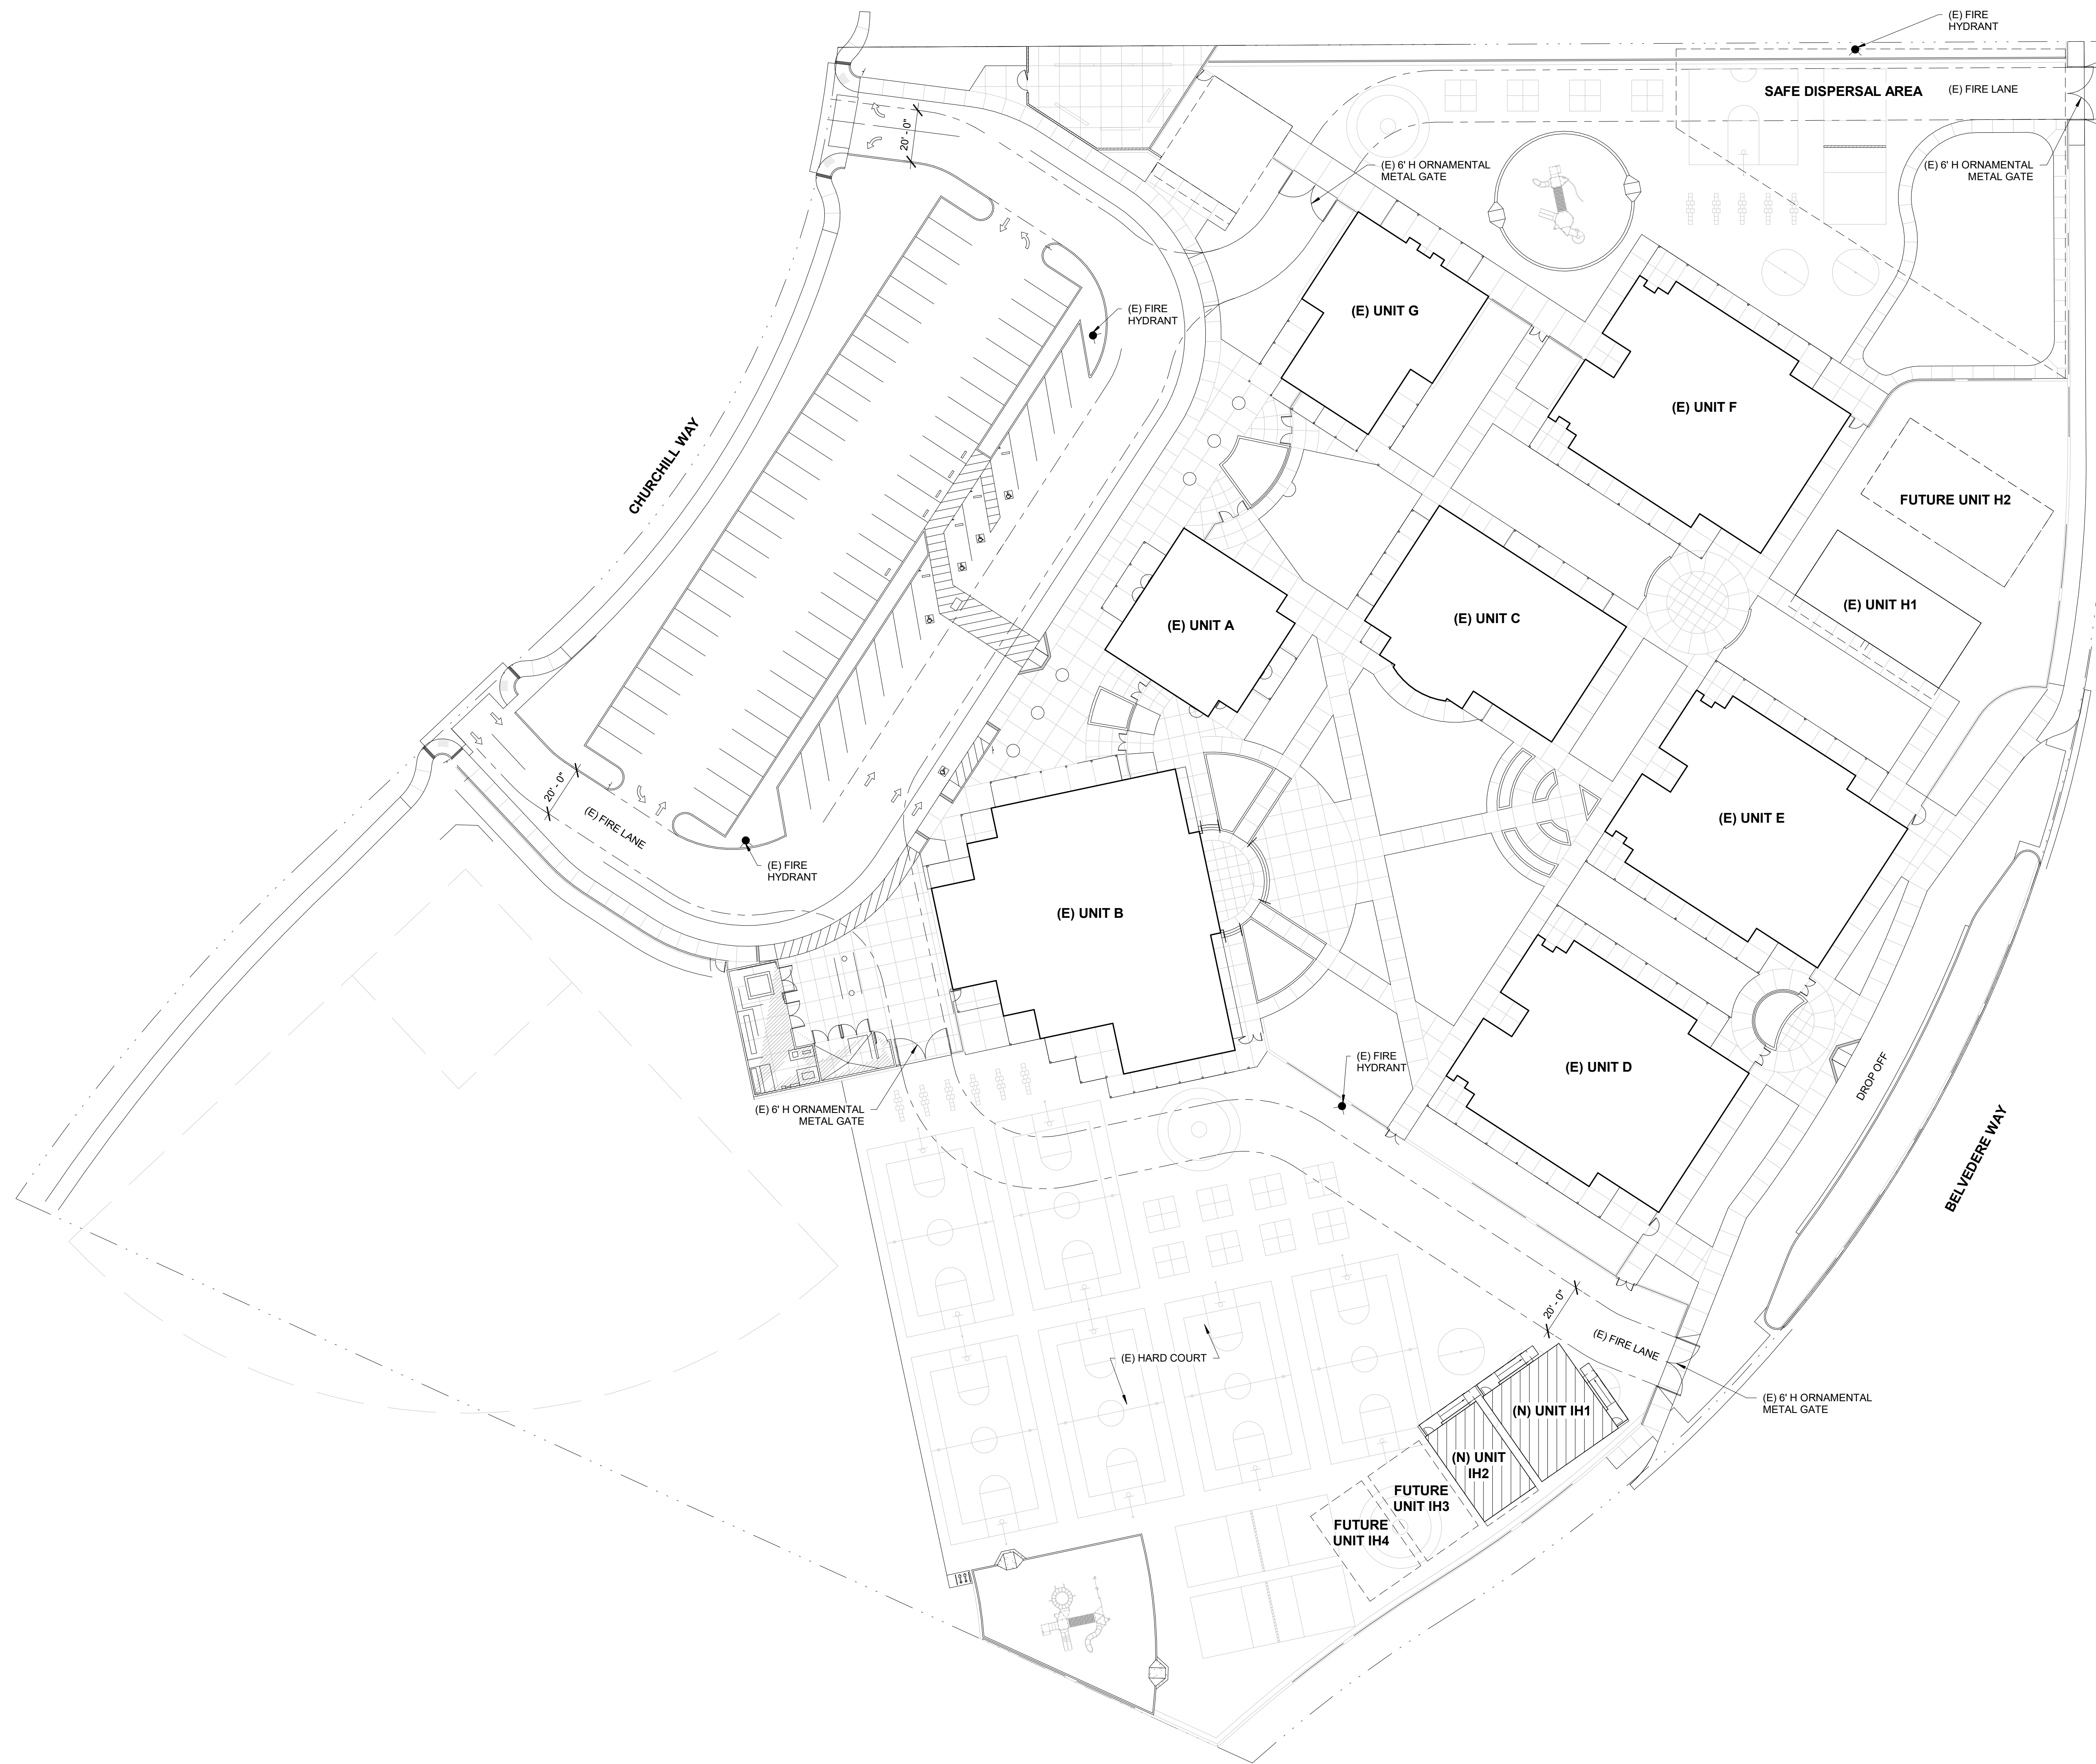 (E) FIRE
HYDRANT
SAFE DISPERSAL AREA
(E) FIRE LANE
20' - 0"
(E) 6' H ORNAMENTAL
METAL GATE
(E) 6' H ORNAMENTAL
METAL GATE
(E) UNIT G
(E) FIRE
HYDRANT
(E) UNIT F
CHURCHILL WAY
FUTURE UNIT H2
(E) UNIT H1
(E) UNIT A
(E) UNIT C
20' - 0"
(E) FIRE LANE
(E) UNIT E
(E) FIRE
HYDRANT
(E) UNIT B
(E) FIRE
HYDRANT
(E) UNIT D
DROP OFF
BELVEDERE WAY
(E) 6' H ORNAMENTAL
METAL GATE
20' - 0"
(E) FIRE LANE
(E) HARD COURT
(E) 6' H ORNAMENTAL
METAL GATE
(N) UNIT IH1
(N) UNIT
IH2
FUTURE
UNIT IH3
FUTURE
UNIT IH4